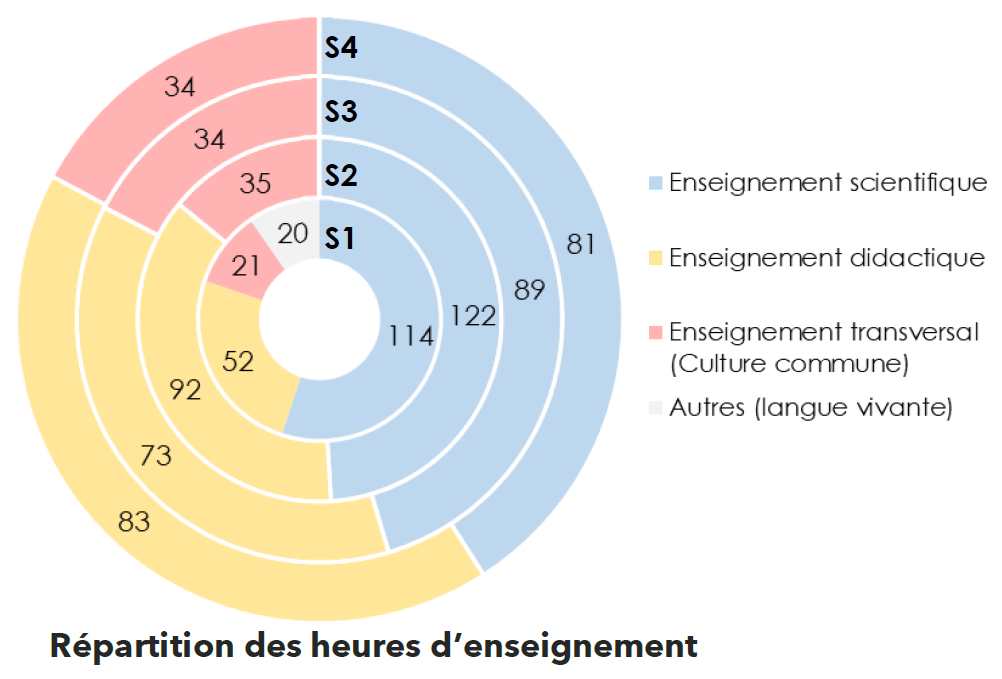 S4
34
S3
34
S2
35
Enseignement scientifique
S1
20
81
21
Enseignement didactique
89
122
114
Enseignement transversal
(Culture commune)
52
92
Autres (langue vivante)
73
83
Répartition des heures d’enseignement